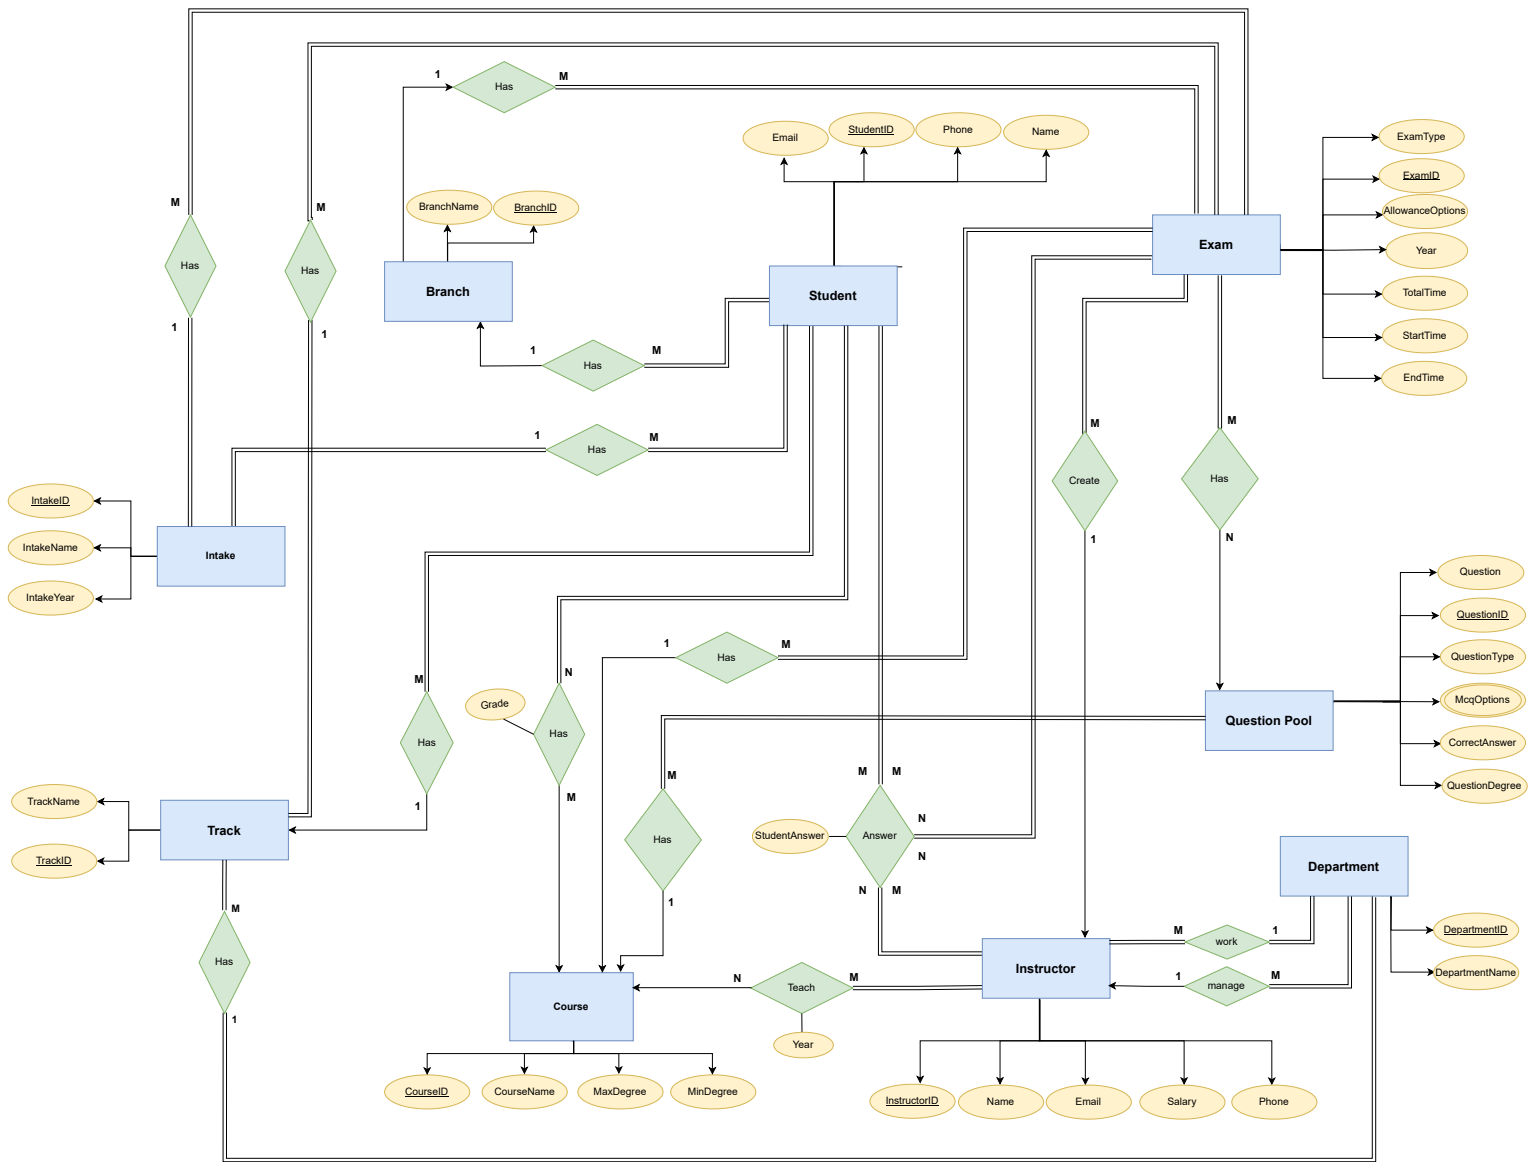 1
Has
M
Email
StudentID
Phone
Name
ExamType
ExamID
AllowanceOptions
Year
TotalTime
StartTime
EndTime
Exam
M
Has
1
M
Has
1
BranchName
BranchID
Branch
Student
1
Has
M
1
Has
M
M
Create
1
M
Has
N
IntakeID
IntakeName
IntakeYear
Intake
Question
QuestionID
QuestionType
McqOptions
CorrectAnswer
QuestionDegree
Question Pool
1
Has
M
M
Has
1
N
Has
M
Grade
M
Has
1
M
M
N
StudentAnswer
Answer
N
N
M
TrackName
TrackID
Track
M
Has
1
Department
DepartmentID
DepartmentName
M
work
1
1
manage
M
Instructor
N
Teach
M
Year
Course
CourseID
CourseName
MaxDegree
MinDegree
InstructorID
Name
Email
Salary
Phone